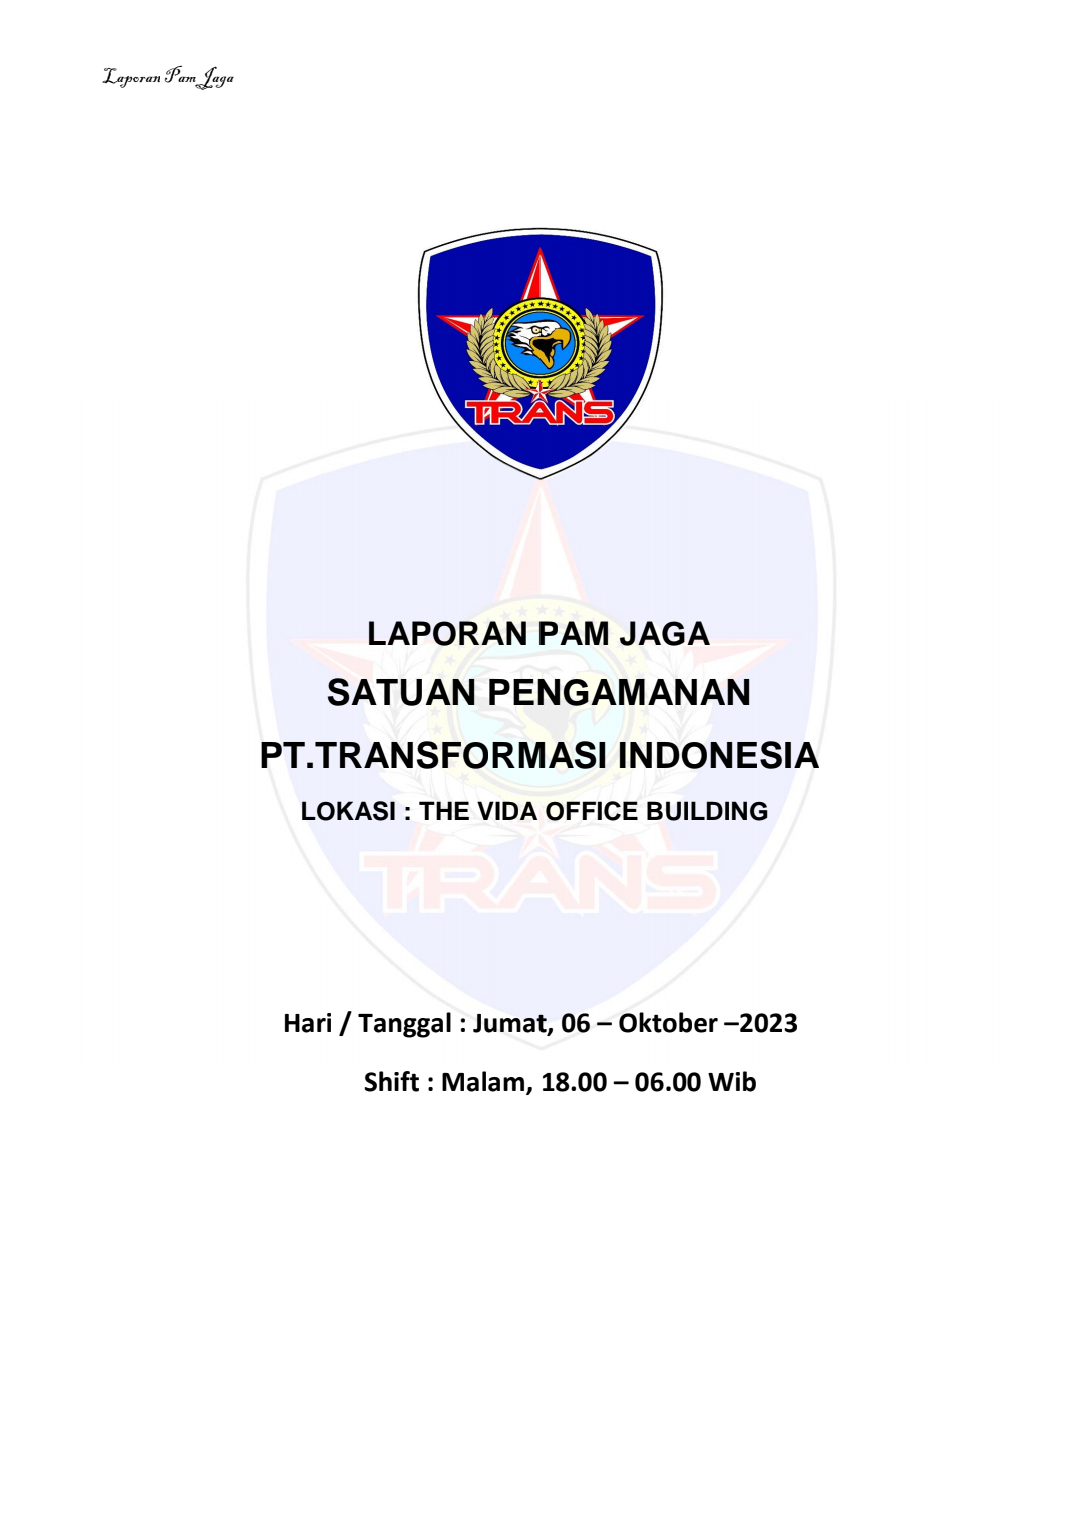 Laporan Pam Jaga
TRANS
LAPORAN PAM JAGA
SATUAN PENGAMANAN
PT.TRANSFORMASI INDONESIA
LOKASI : THE VIDA OFFICE BUILDING
TRANS
Hari / Tanggal : Jumat, 06 – Oktober –2023
Shift : Malam, 18.00 – 06.00 Wib